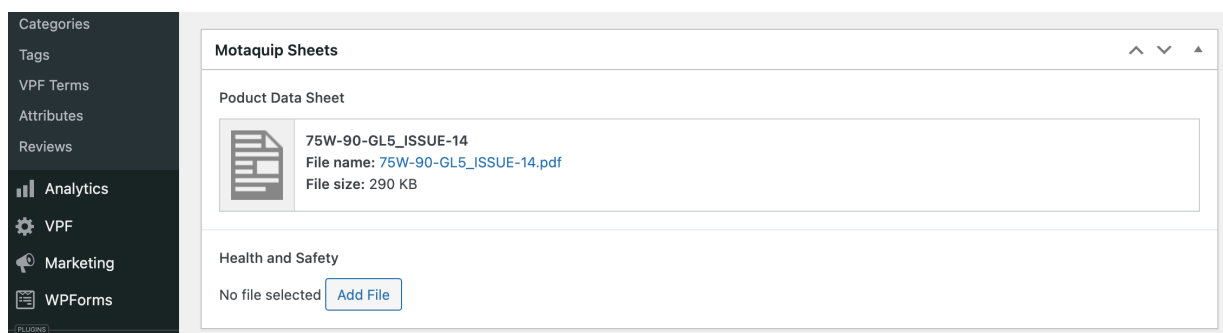 Categories
Tags
VPF Terms
Attributes
Reviews
Analytics
VPF
Marketing
WPForms
PLUGINS
Motaquip Sheets
Poduct Data Sheet
75W-90-GL5_ISSUE-14
File name: 75W-90-GL5_ISSUE-14.pdf
File size: 290 KB
Health and Safety
No file selected Add File